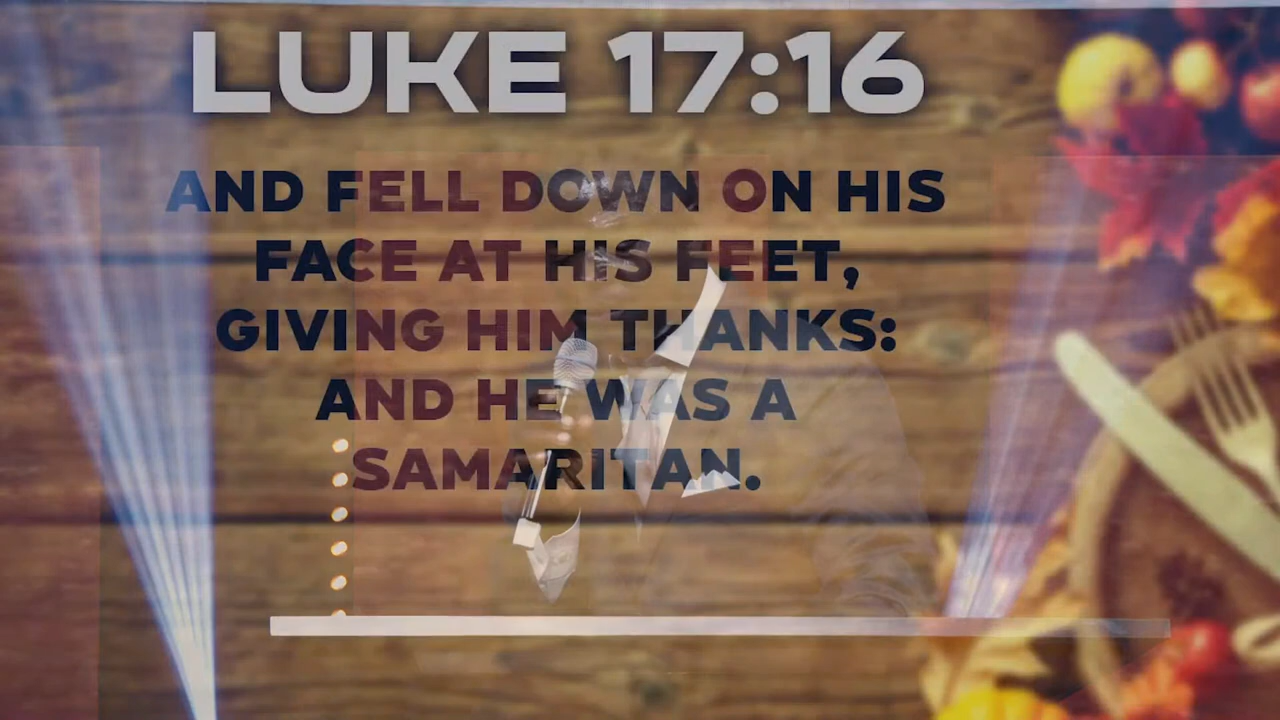 LUKE 17:16
AND FELL DOWN ON HIS
FACE AT HIS FEET,
GIVING HIM THANKS:
AND HE WAS A
SAMARITAN.